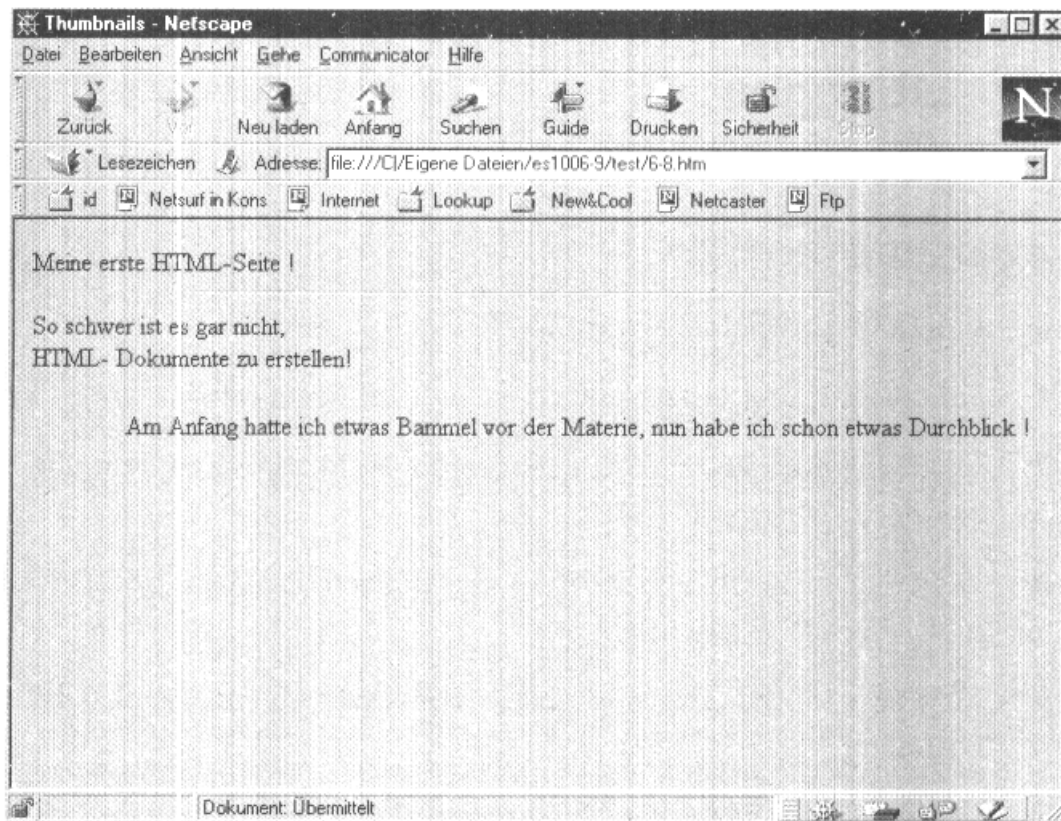 Thumbnails - Netscape
Datei Bearbeiten Ansicht Gehe Communicator Hilfe
Zurück Vor Neu laden Anfang Suchen Guide Drucken Sicherheit Stop
N
Lesezeichen Adresse: file:///C|/Eigene Dateien/es1006-9/test/6-8.htm
id Netsurf in Kons Internet Lookup New&Cool Netcaster Ftp
Meine erste HTML-Seite !
So schwer ist es gar nicht,
HTML- Dokumente zu erstellen!
Am Anfang hatte ich etwas Bammel vor der Materie, nun habe ich schon etwas Durchblick !
Dokument: Übermittelt